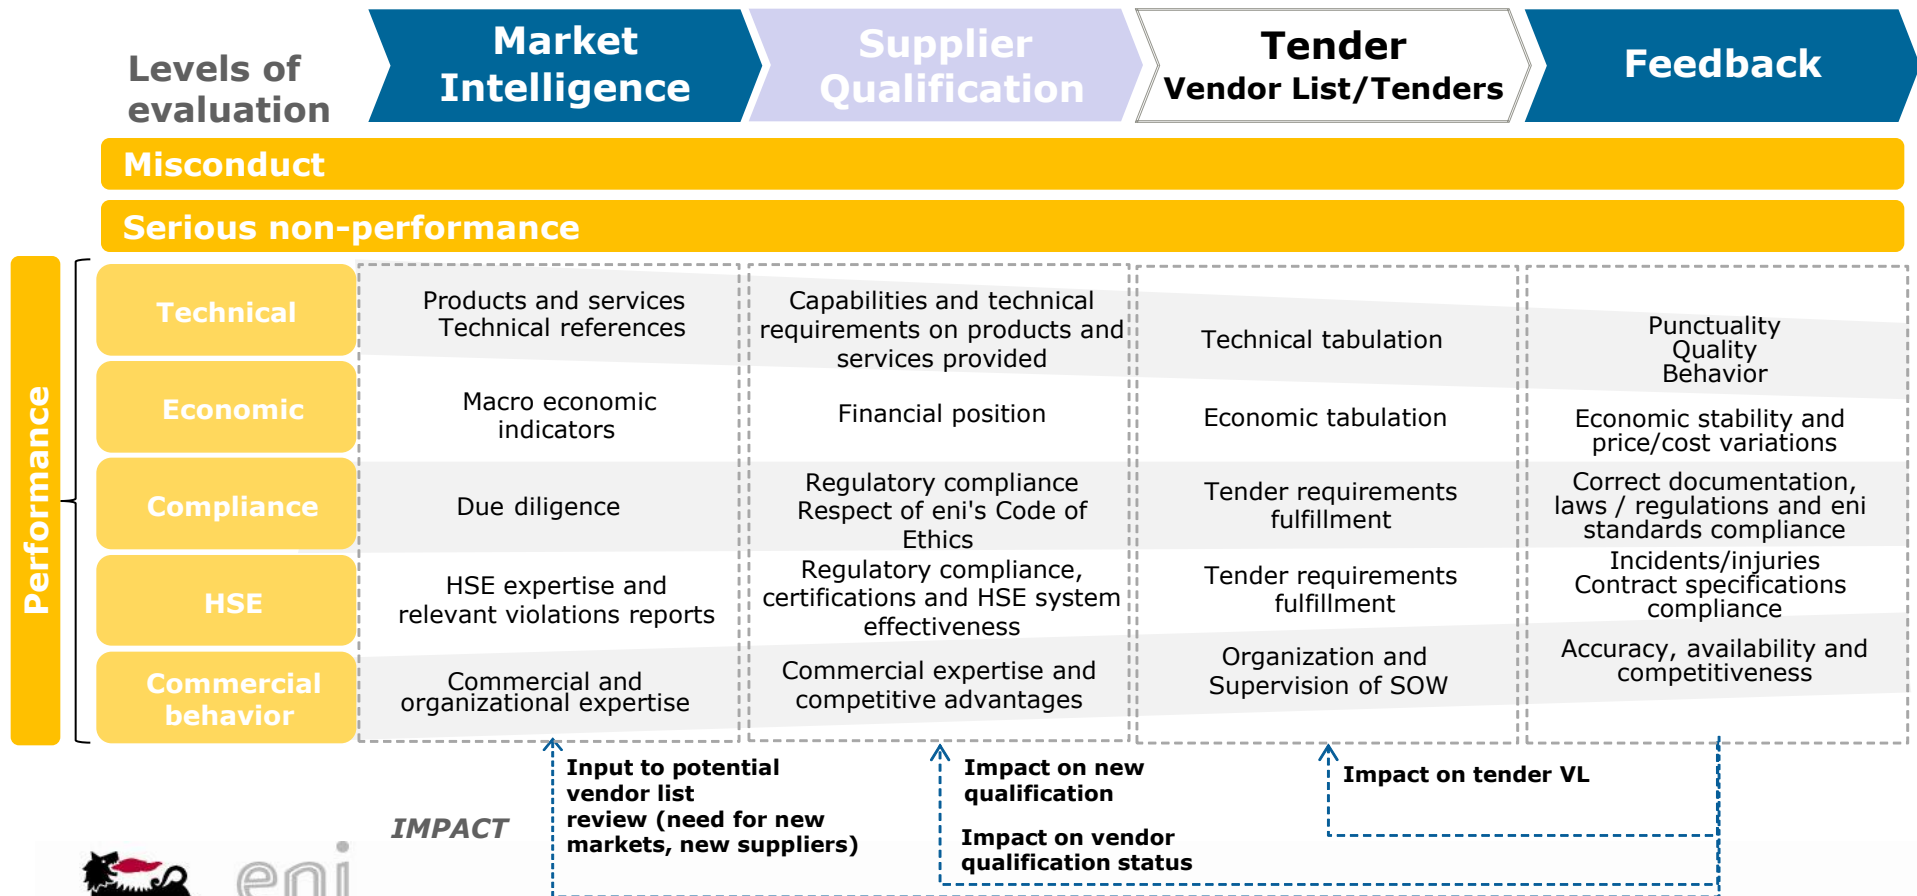 Levels of
evaluation
Market
Intelligence
Supplier
Qualification
Tender
Vendor List/Tenders
Feedback
Misconduct
Serious non-performance
Performance
Technical
Products and services
Technical references
Capabilities and technical
requirements on products and
services provided
Technical tabulation
Punctuality
Quality
Behavior
Economic
Macro economic
indicators
Financial position
Economic tabulation
Economic stability and
price/cost variations
Compliance
Due diligence
Regulatory compliance
Respect of eni's Code of
Ethics
Tender requirements
fulfillment
Correct documentation,
laws / regulations and eni
standards compliance
HSE
HSE expertise and
relevant violations reports
Regulatory compliance,
certifications and HSE system
effectiveness
Tender requirements
fulfillment
Incidents/injuries
Contract specifications
compliance
Commercial
behavior
Commercial and
organizational expertise
Commercial expertise and
competitive advantages
Organization and
Supervision of SOW
Accuracy, availability and
competitiveness
IMPACT
Input to potential
vendor list
review (need for new
markets, new suppliers)
Impact on new
qualification
Impact on vendor
qualification status
Impact on tender VL
eni